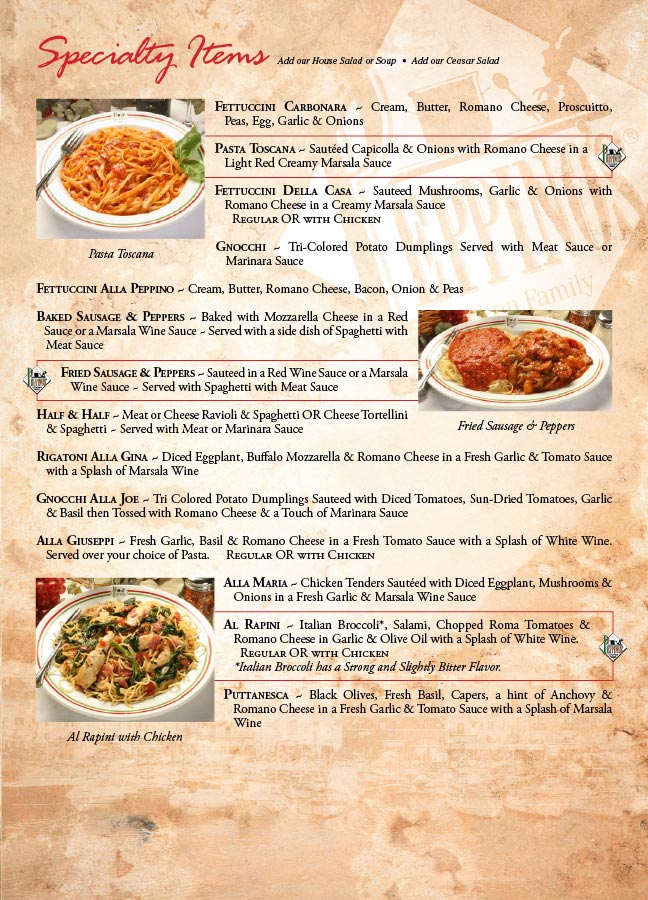 Specialty Items Add our House Salad or Soup • Add our Ceasar Salad
Fettuccini Carbonara ~ Cream, Butter, Romano Cheese, Proscuitto,
Peas, Egg, Garlic & Onions
Pasta Toscana ~ Sautéed Capicolla & Onions with Romano Cheese in a
Light Red Creamy Marsala Sauce
Fettuccini Della Casa ~ Sauteed Mushrooms, Garlic & Onions with
Romano Cheese in a Creamy Marsala Sauce
Regular OR with Chicken
Pasta Toscana
Gnocchi ~ Tri-Colored Potato Dumplings Served with Meat Sauce or
Marinara Sauce
Fettuccini Alla Peppino ~ Cream, Butter, Romano Cheese, Bacon, Onion & Peas
Baked Sausage & Peppers ~ Baked with Mozzarella Cheese in a Red
Sauce or a Marsala Wine Sauce ~ Served with a side dish of Spaghetti with
Meat Sauce
Fried Sausage & Peppers ~ Sauteed in a Red Wine Sauce or a Marsala
Wine Sauce ~ Served with Spaghetti with Meat Sauce
Half & Half ~ Meat or Cheese Ravioli & Spaghetti OR Cheese Tortellini
& Spaghetti ~ Served with Meat or Marinara Sauce
Fried Sausage & Peppers
Rigatoni Alla Gina ~ Diced Eggplant, Buffalo Mozzarella & Romano Cheese in a Fresh Garlic & Tomato Sauce
with a Splash of Marsala Wine
Gnocchi Alla Joe ~ Tri Colored Potato Dumplings Sauteed with Diced Tomatoes, Sun-Dried Tomatoes, Garlic
& Basil then Tossed with Romano Cheese & a Touch of Marinara Sauce
Alla Giuseppi ~ Fresh Garlic, Basil & Romano Cheese in a Fresh Tomato Sauce with a Splash of White Wine.
Served over your choice of Pasta. Regular OR with Chicken
Alla Maria ~ Chicken Tenders Sautéed with Diced Eggplant, Mushrooms &
Onions in a Fresh Garlic & Marsala Wine Sauce
Al Rapini ~ Italian Broccoli*, Salami, Chopped Roma Tomatoes &
Romano Cheese in Garlic & Olive Oil with a Splash of White Wine.
Regular OR with Chicken
*Italian Broccoli has a Strong and Slightly Bitter Flavor.
Puttanesca ~ Black Olives, Fresh Basil, Capers, a hint of Anchovy &
Romano Cheese in a Fresh Garlic & Tomato Sauce with a Splash of Marsala
Wine
Al Rapini with Chicken